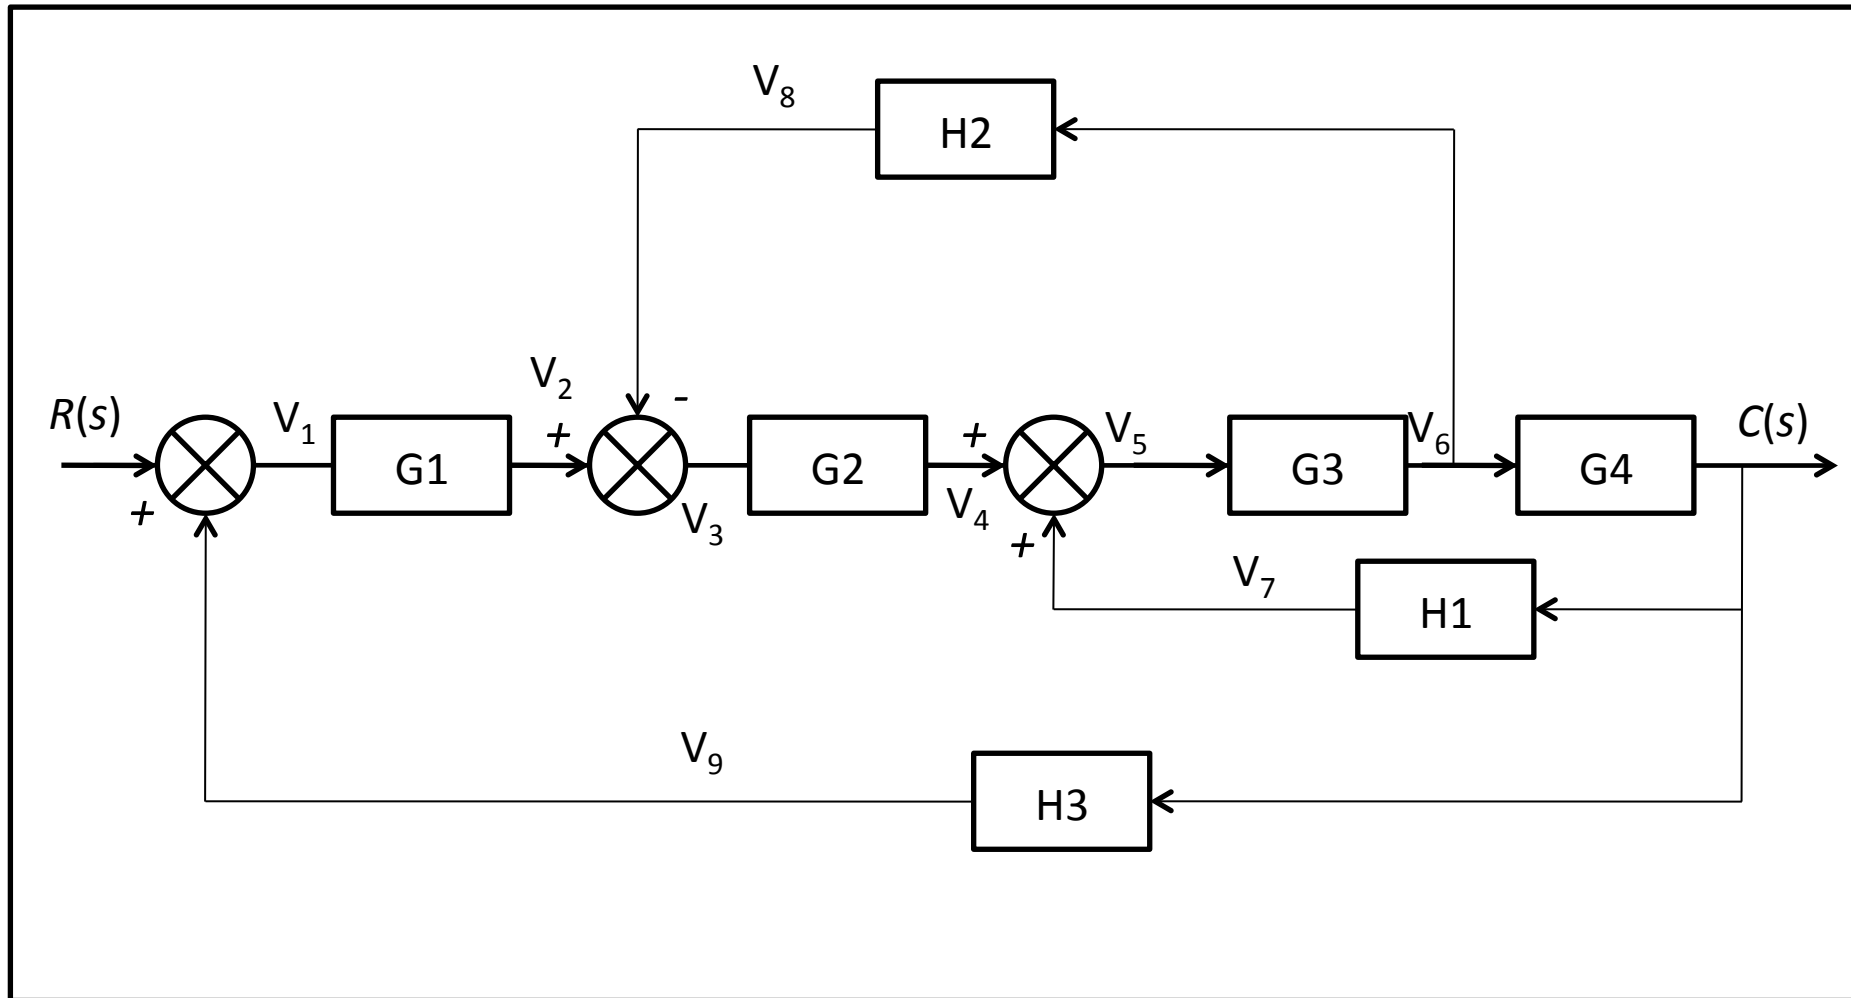 V8
H2
R(s)
+
V1
G1
V2
+
-
V3
G2
+
V4
+
V5
G3
V6
G4
C(s)
V7
H1
V9
H3